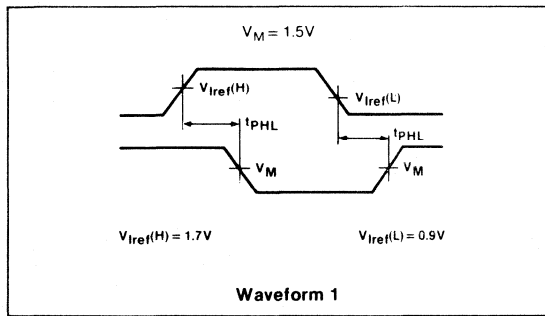 VM = 1.5V
VIref(H)
VIref(L)
tPHL
tPHL
VM
VM
VIref(H) = 1.7V
VIref(L) = 0.9V
Waveform 1